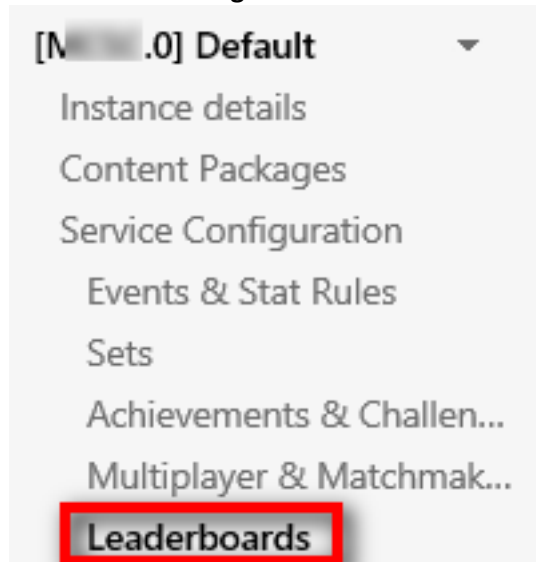 .0] Default
Instance details
Content Packages
Service Configuration
Events & Stat Rules
Sets
Achievements & Challen...
Multiplayer & Matchmak...
Leaderboards